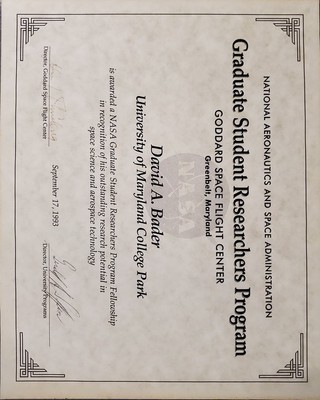 NATIONAL AERONAUTICS AND SPACE ADMINISTRATION
Graduate Student Researchers Program
GODDARD SPACE FLIGHT CENTER
Greenbelt, Maryland
NASA
David A. Bader
University of Maryland College Park
is awarded a NASA Graduate Student Researchers Program Fellowship
in recognition of his outstanding research potential in
space science and aerospace technology
September 17, 1993
Director, Goddard Space Flight Center
Director, University Programs